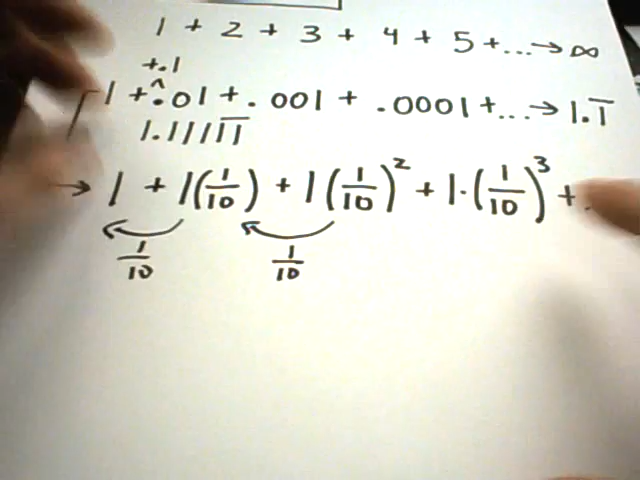 1 + 2 + 3 + 4 + 5 + ... → ∞
+.1
1 + ^ .01 + .001 + .0001 + ... → 1.1̅
1.11111̅1̅
→ 1 + 1(1/10) + 1(1/10)² + 1·(1/10)³ +
1/10 1/10